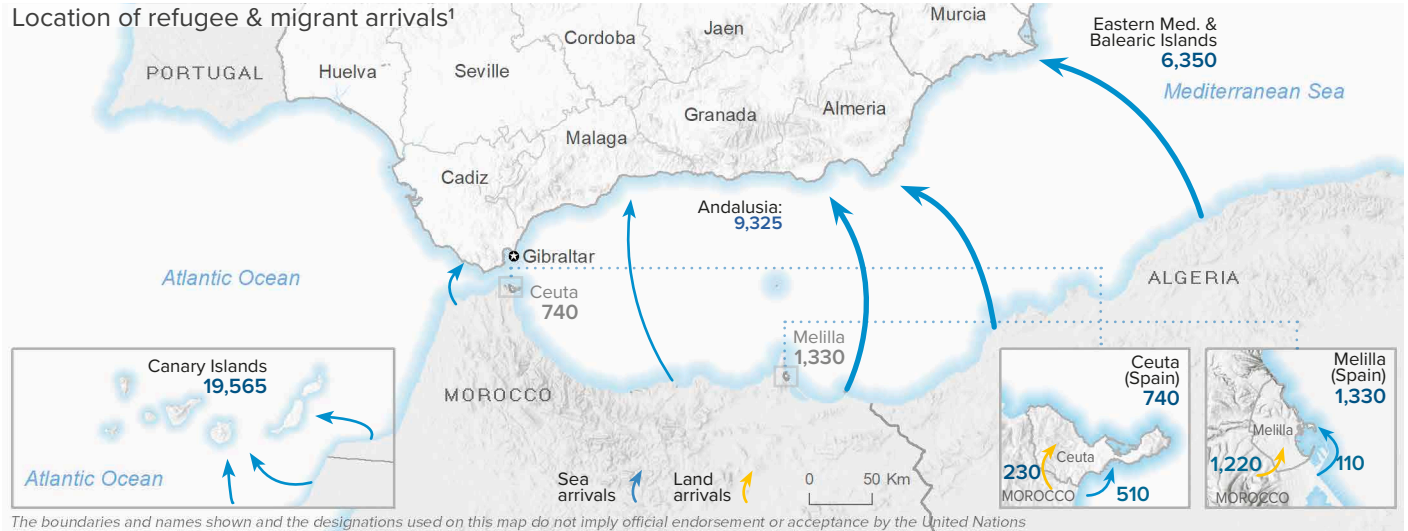 Location of refugee & migrant arrivals¹
Murcia
Jaen
Cordoba
Eastern Med. &
Balearic Islands
6,350
PORTUGAL
Huelva
Seville
Mediterranean Sea
Granada
Almeria
Malaga
Cadiz
Andalusia:
9,325
Gibraltar
Atlantic Ocean
ALGERIA
Ceuta
740
Melilla
1,330
MOROCCO
Canary Islands
19,565
Atlantic Ocean
Sea
arrivals
Land
arrivals
0 50 Km
Ceuta
(Spain)
740
Ceuta
230
MOROCCO
510
Melilla
(Spain)
1,330
Melilla
1,220
110
MOROCCO
The boundaries and names shown and the designations used on this map do not imply official endorsement or acceptance by the United Nations